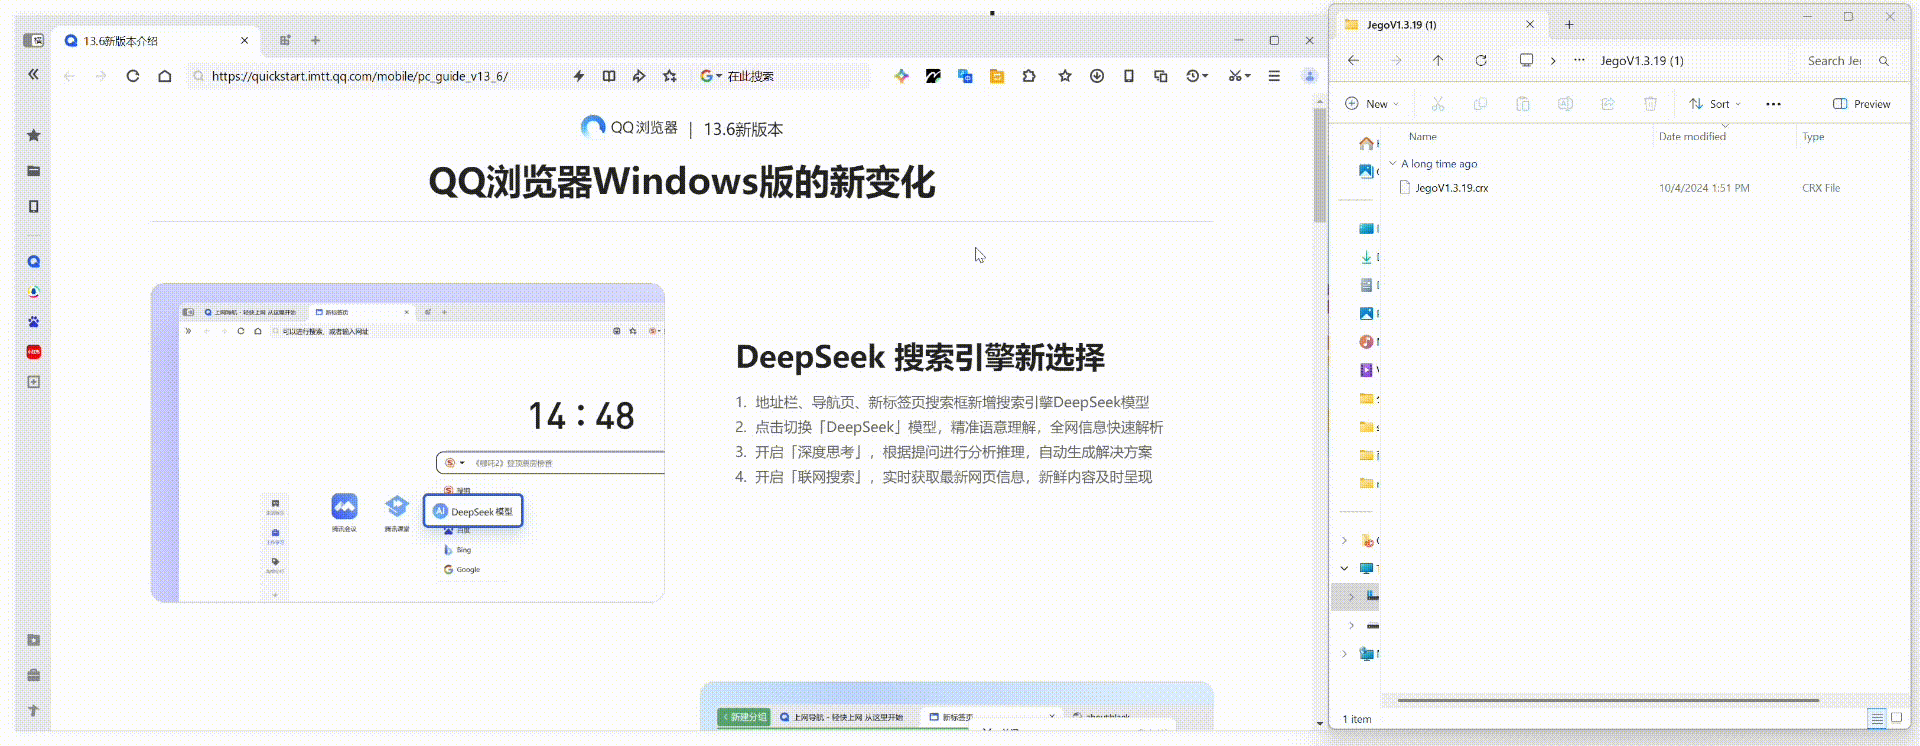 13.6新版本介绍
https://quickstart.imtt.qq.com/mobile/pc_guide_v13_6/
在此搜索
QQ浏览器 | 13.6新版本
QQ浏览器Windows版的新变化
上网导航 - 轻快上网 从这里开始
新标签页
可以进行搜索，或者输入网址
14：48
《哪吒2》登顶票房榜首
腾讯会议
腾讯课堂
DeepSeek 模型
百度
Bing
Google
DeepSeek 搜索引擎新选择
1. 地址栏、导航页、新标签页搜索框新增搜索引擎DeepSeek模型
2. 点击切换「DeepSeek」模型，精准语意理解，全网信息快速解析
3. 开启「深度思考」，根据提问进行分析推理，自动生成解决方案
4. 开启「联网搜索」，实时获取最新网页信息，新鲜内容及时呈现
新建分组
上网导航 - 轻快上网 从这里开始
新标签页
JegoV1.3.19 (1)
JegoV1.3.19 (1)
New
Sort
Preview
Name
Date modified
Type
A long time ago
JegoV1.3.19.crx
10/4/2024 1:51 PM
CRX File
1 item